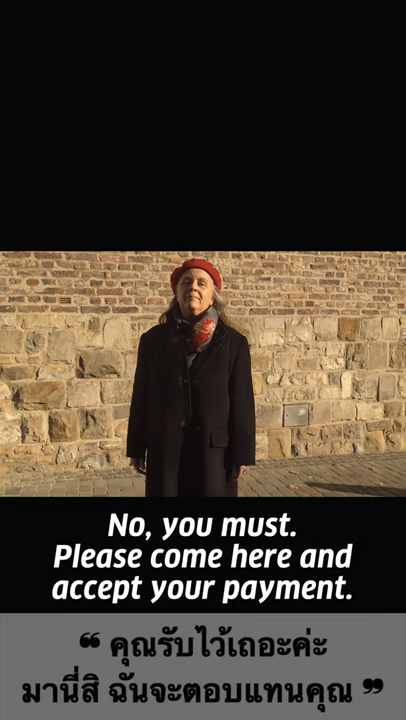 No, you must.
Please come here and
accept your payment.
❝ คุณรับไว้เถอะค่ะ
มานี่สิ ฉันจะตอบแทนคุณ ❞